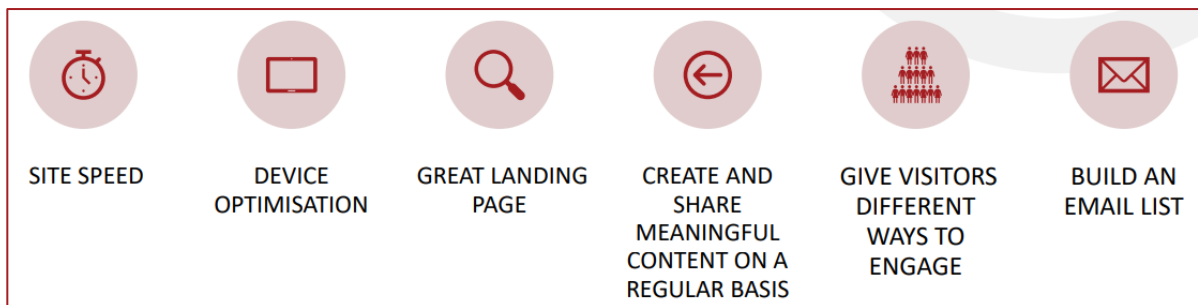 SITE SPEED
DEVICE
OPTIMISATION
GREAT LANDING
PAGE
CREATE AND
SHARE
MEANINGFUL
CONTENT ON A
REGULAR BASIS
GIVE VISITORS
DIFFERENT
WAYS TO
ENGAGE
BUILD AN
EMAIL LIST